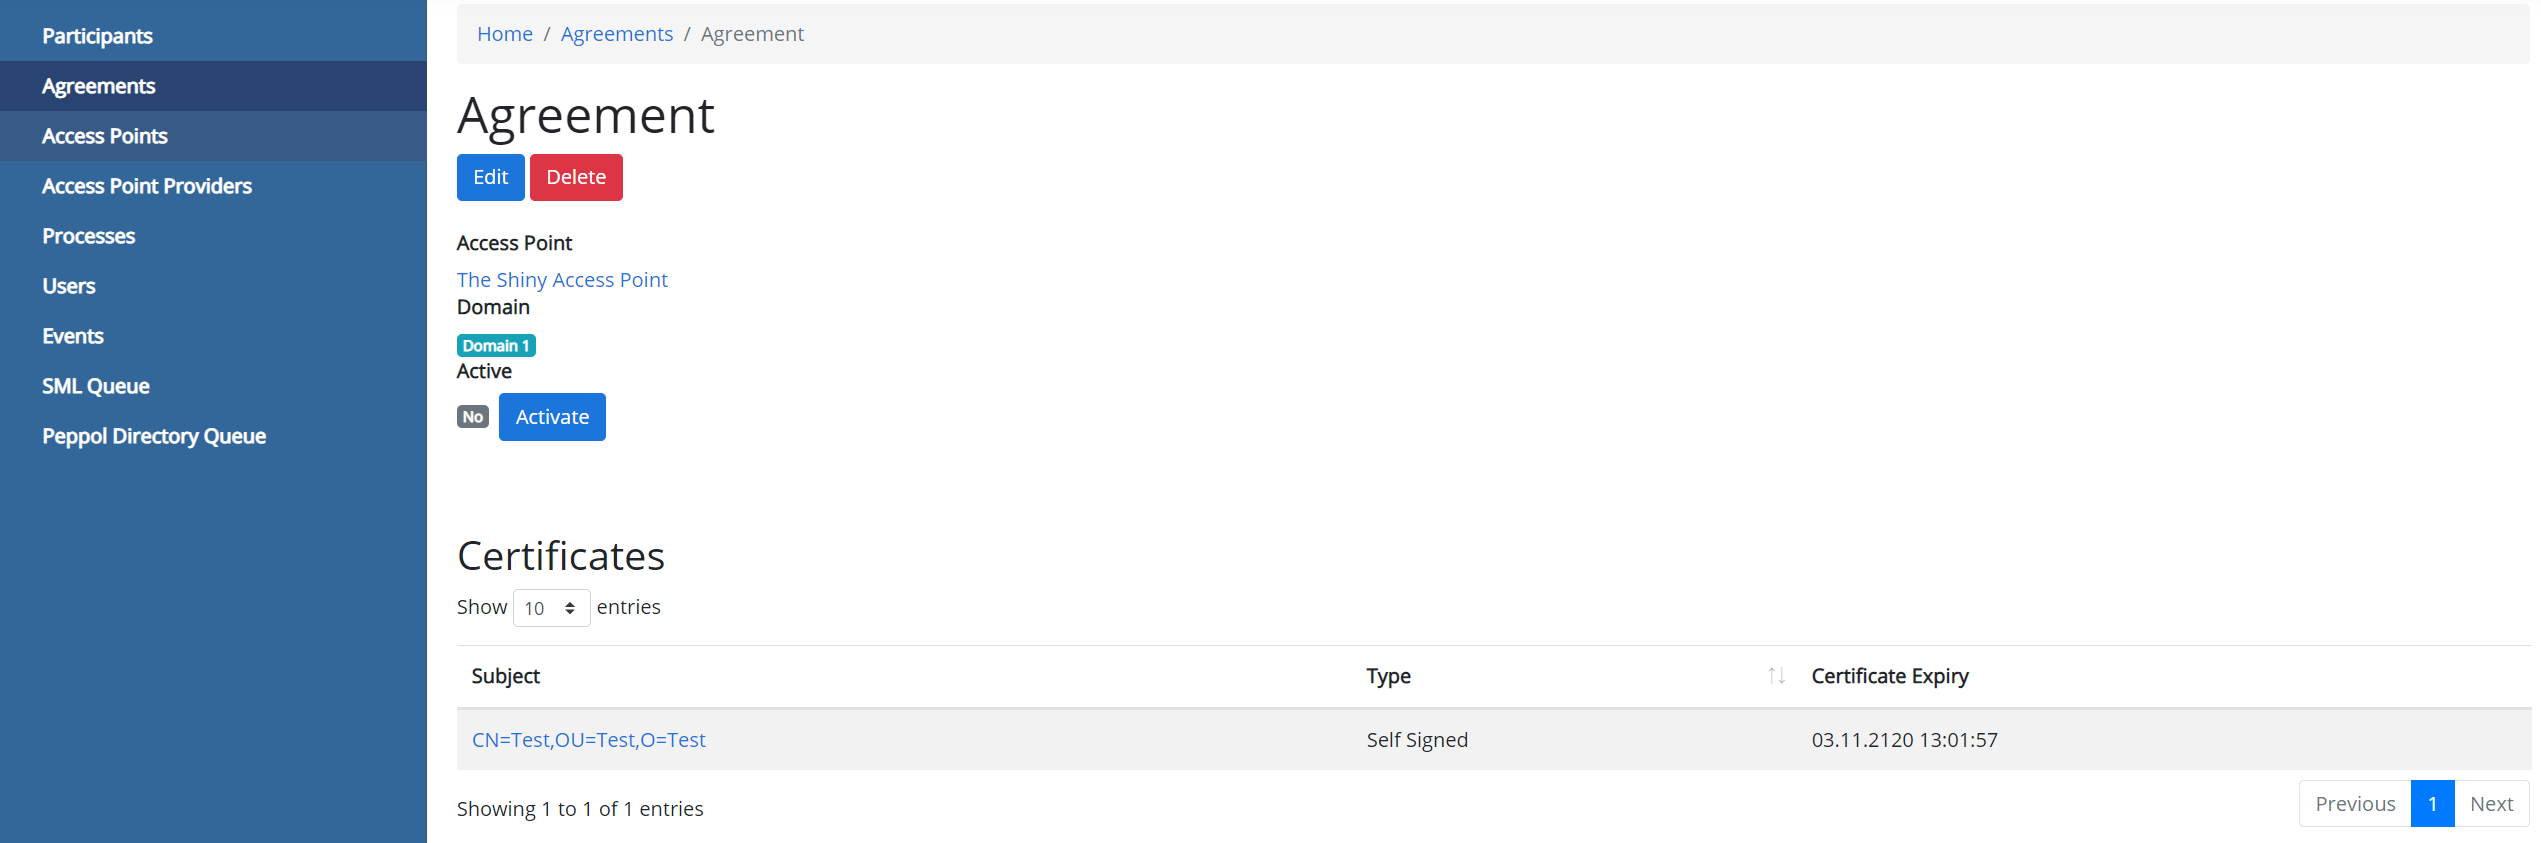 Participants
Agreements
Access Points
Access Point Providers
Processes
Users
Events
SML Queue
Peppol Directory Queue
Home / Agreements / Agreement
Agreement
Edit Delete
Access Point
The Shiny Access Point
Domain
Domain 1
Active
No Activate
Certificates
Show 10 entries
Subject Type Certificate Expiry
CN=Test,OU=Test,O=Test Self Signed 03.11.2120 13:01:57
Showing 1 to 1 of 1 entries
Previous 1 Next